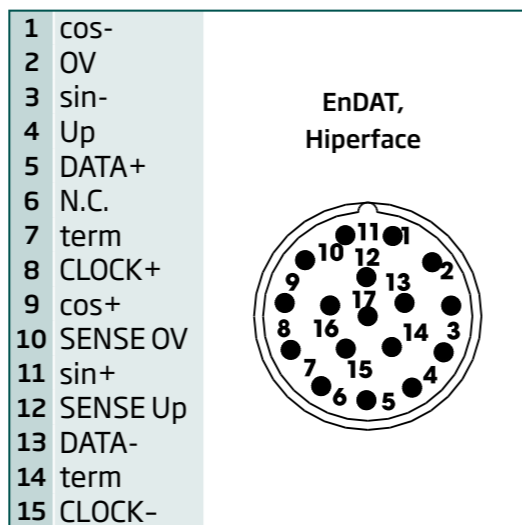 1 cos-
2 OV
3 sin-
4 Up
5 DATA+
6 N.C.
7 term
8 CLOCK+
9 cos+
10 SENSE OV
11 sin+
12 SENSE Up
13 DATA-
14 term
15 CLOCK-
EnDAT,
Hiperface
11 1
10 12 2
9 13
17
8 16 14 3
7 15 4
6 5